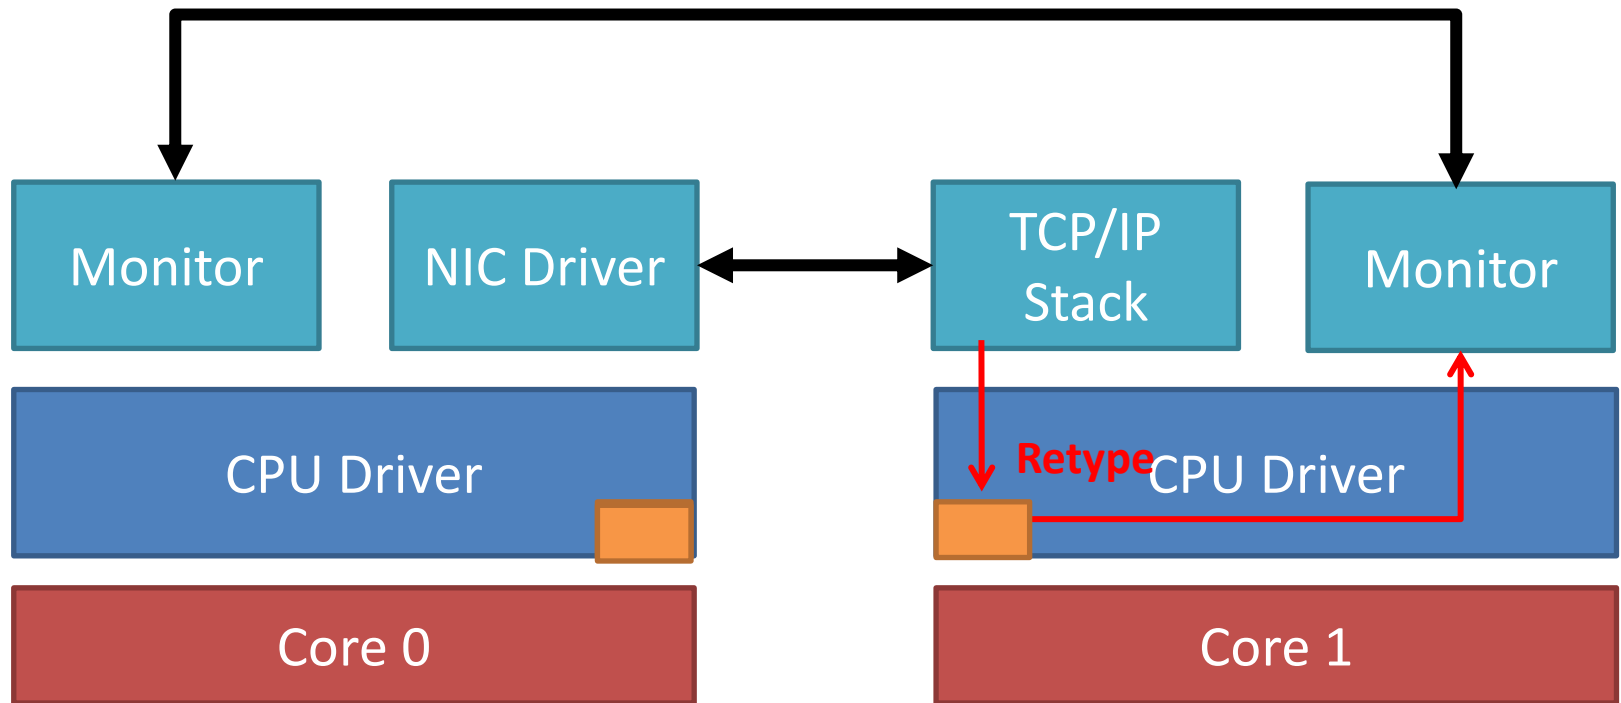 Monitor
NIC Driver
TCP/IP
Stack
Monitor
CPU Driver
Retype
CPU Driver
Core 0
Core 1